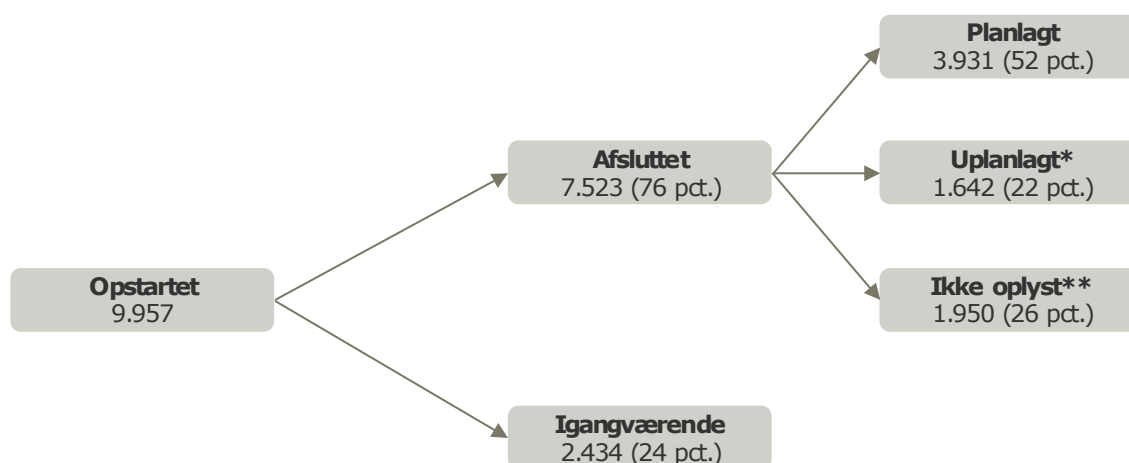 Opstartet
9.957
Afsluttet
7.523 (76 pct.)
Igangværende
2.434 (24 pct.)
Planlagt
3.931 (52 pct.)
Uplanlagt*
1.642 (22 pct.)
Ikke oplyst**
1.950 (26 pct.)